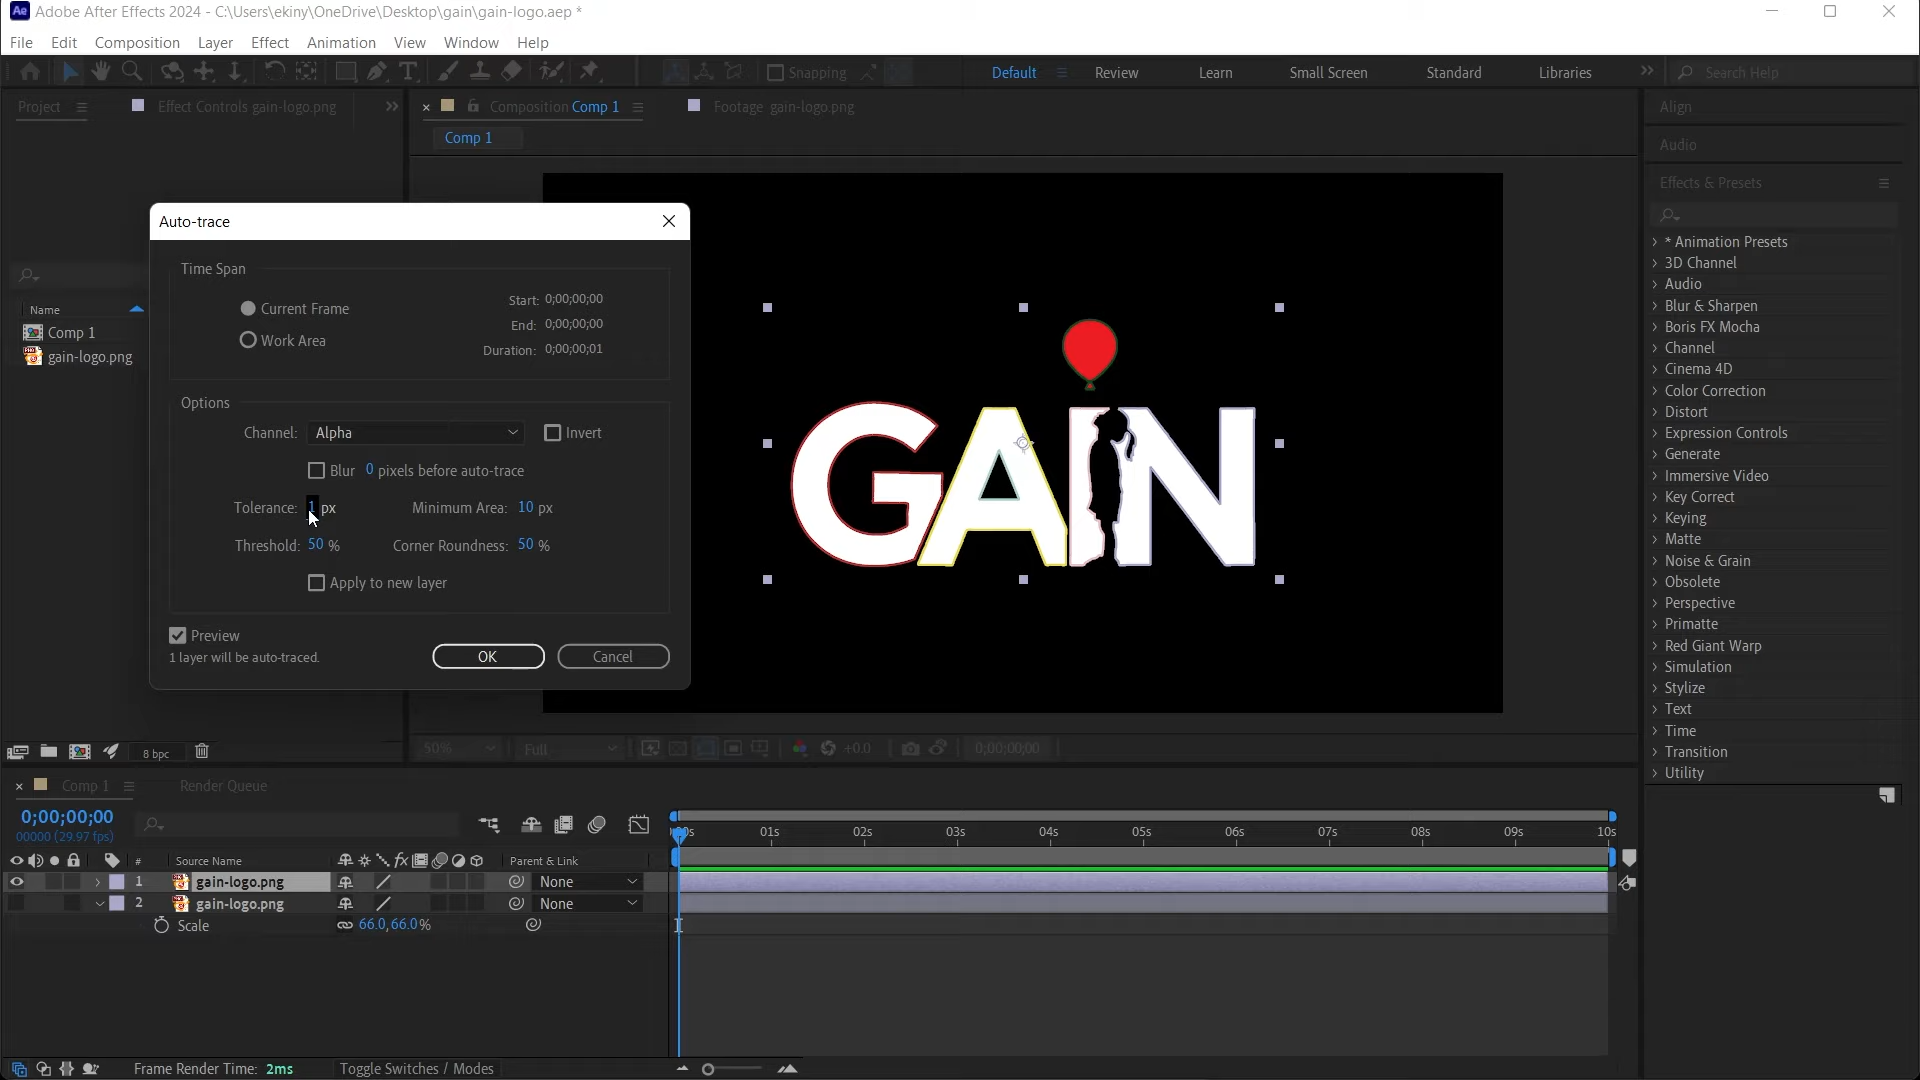 Ae Adobe After Effects 2024 - C:\Users\ekiny\OneDrive\Desktop\gain\gain-logo.aep *
File Edit Composition Layer Effect Animation View Window Help
Snapping Default Review Learn Small Screen Standard Libraries Search Help
Project Effect Controls gain-logo.png
Composition Comp 1 Footage gain-logo.png
Comp 1
Name
Comp 1
gain-logo.png
8 bpc
Auto-trace
Time Span
Current Frame
Work Area
Start: 0;00;00;00
End: 0;00;00;00
Duration: 0;00;00;01
Options
Channel: Alpha Invert
Blur 0 pixels before auto-trace
Tolerance: 1 px Minimum Area: 10 px
Threshold: 50 % Corner Roundness: 50 %
Apply to new layer
Preview
1 layer will be auto-traced.
OK Cancel
GAIN
50% Full +0.0 0;00;00;00
Align
Audio
Effects & Presets
* Animation Presets
3D Channel
Audio
Blur & Sharpen
Boris FX Mocha
Channel
Cinema 4D
Color Correction
Distort
Expression Controls
Generate
Immersive Video
Key Correct
Keying
Matte
Noise & Grain
Obsolete
Perspective
Primatte
Red Giant Warp
Simulation
Stylize
Text
Time
Transition
Utility
Comp 1 Render Queue
0;00;00;00
00000 (29.97 fps)
01s 02s 03s 04s 05s 06s 07s 08s 09s 10s
# Source Name fx Parent & Link
1 gain-logo.png None
2 gain-logo.png None
Scale 66.0,66.0%
Frame Render Time: 2ms Toggle Switches / Modes